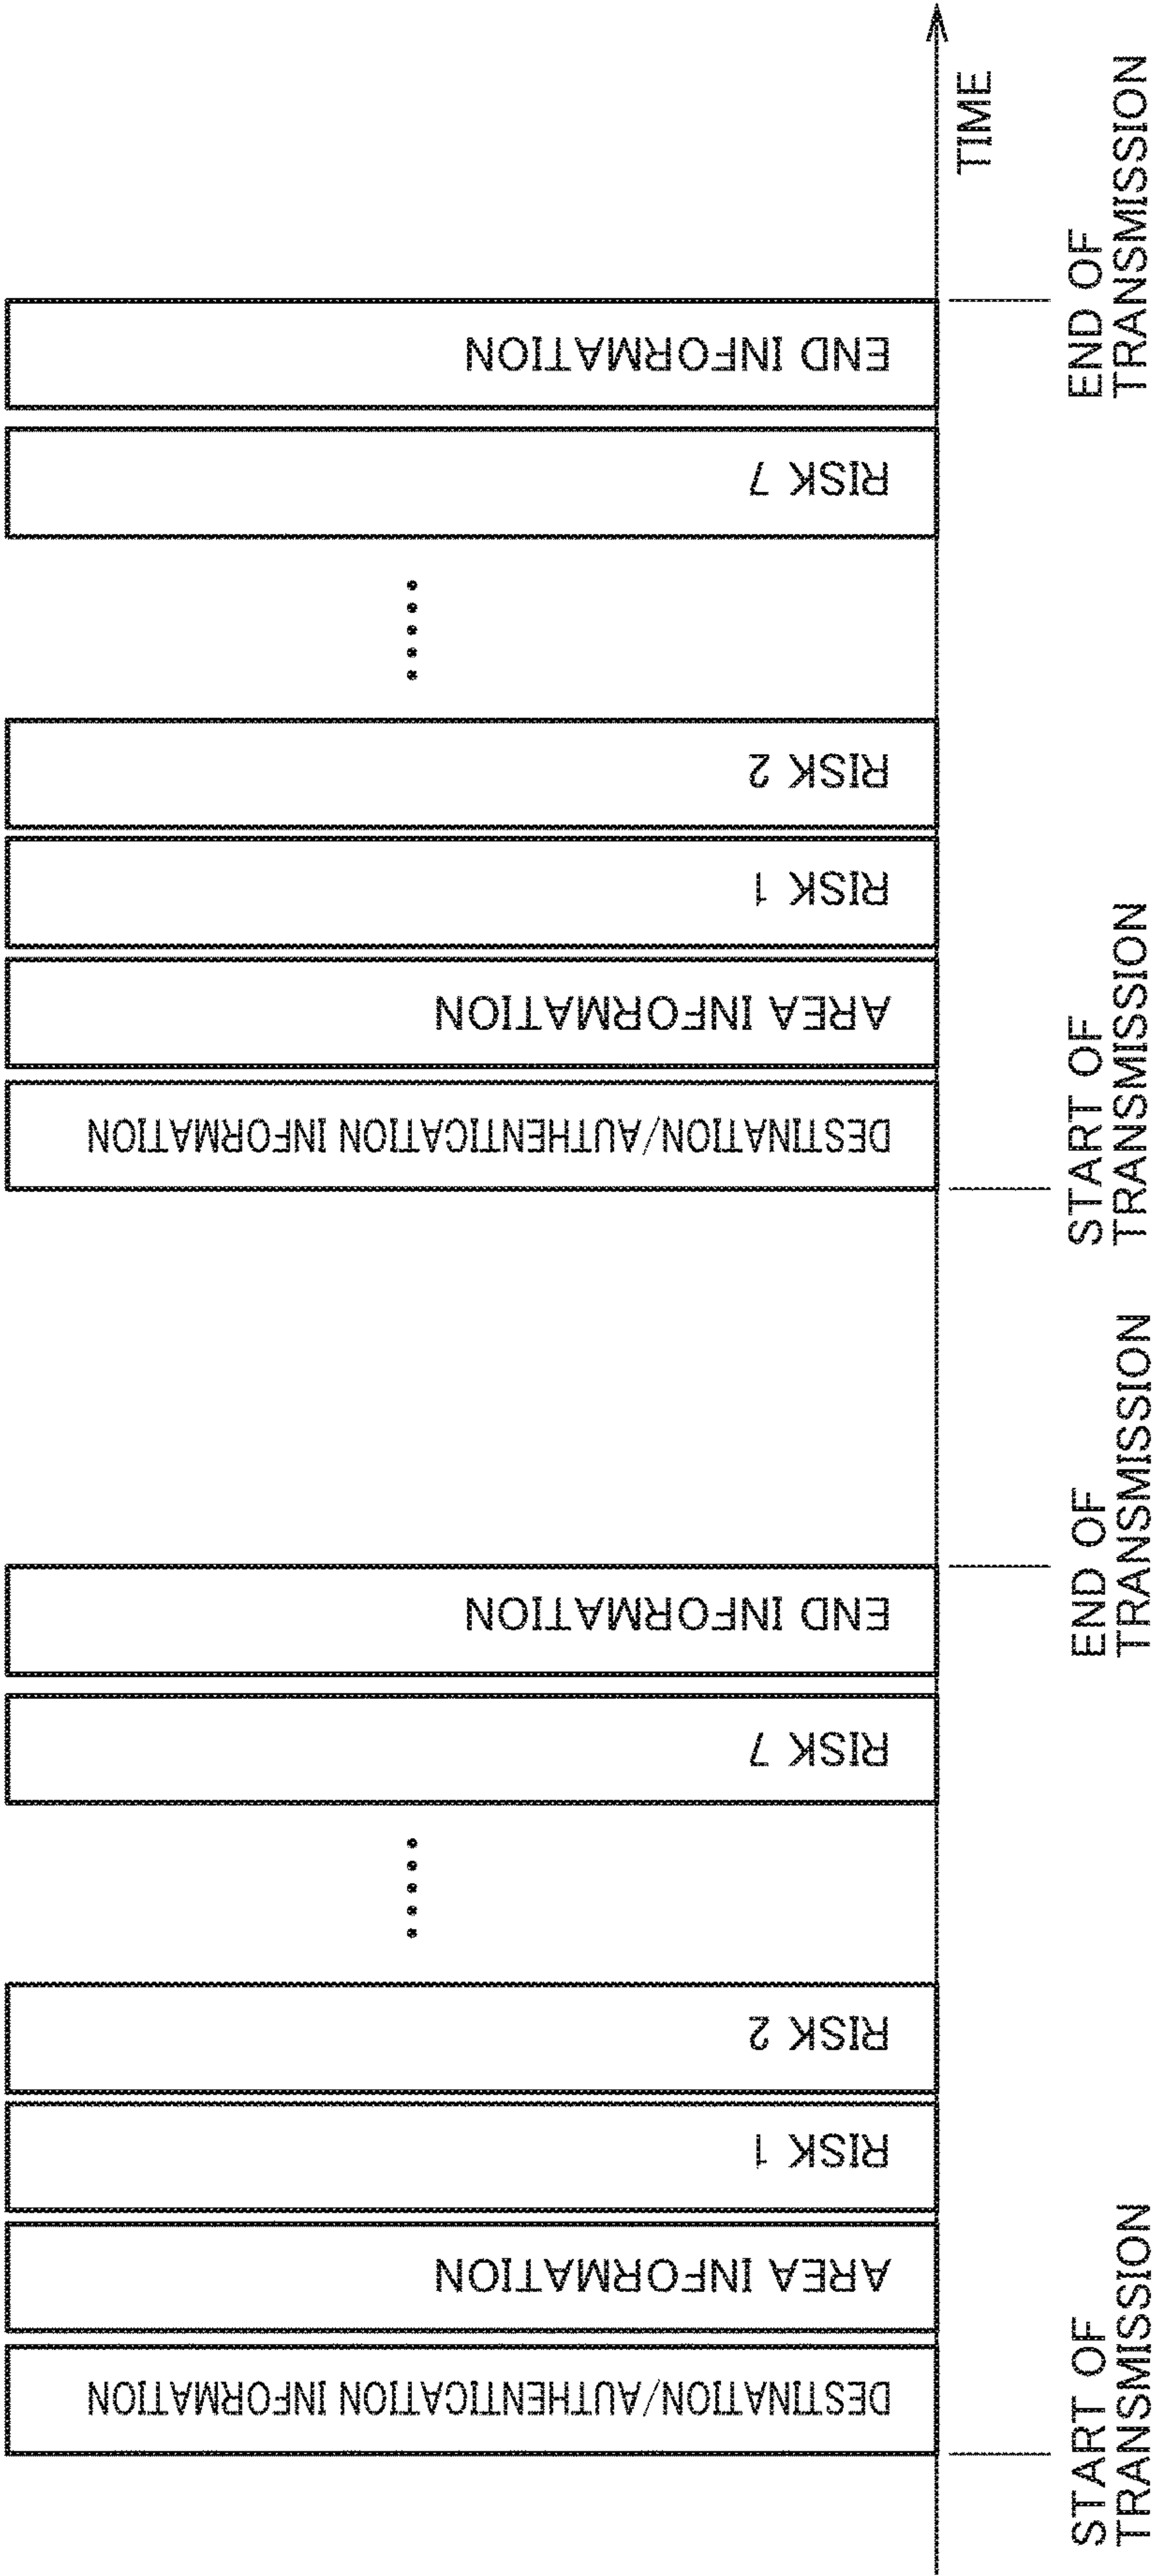 DESTINATION/AUTHENTICATION INFORMATION
AREA INFORMATION
RISK 1
RISK 2
.....
RISK 7
END INFORMATION
DESTINATION/AUTHENTICATION INFORMATION
AREA INFORMATION
RISK 1
RISK 2
.....
RISK 7
END INFORMATION
TIME
START OF
TRANSMISSION
END OF
TRANSMISSION
START OF
TRANSMISSION
END OF
TRANSMISSION